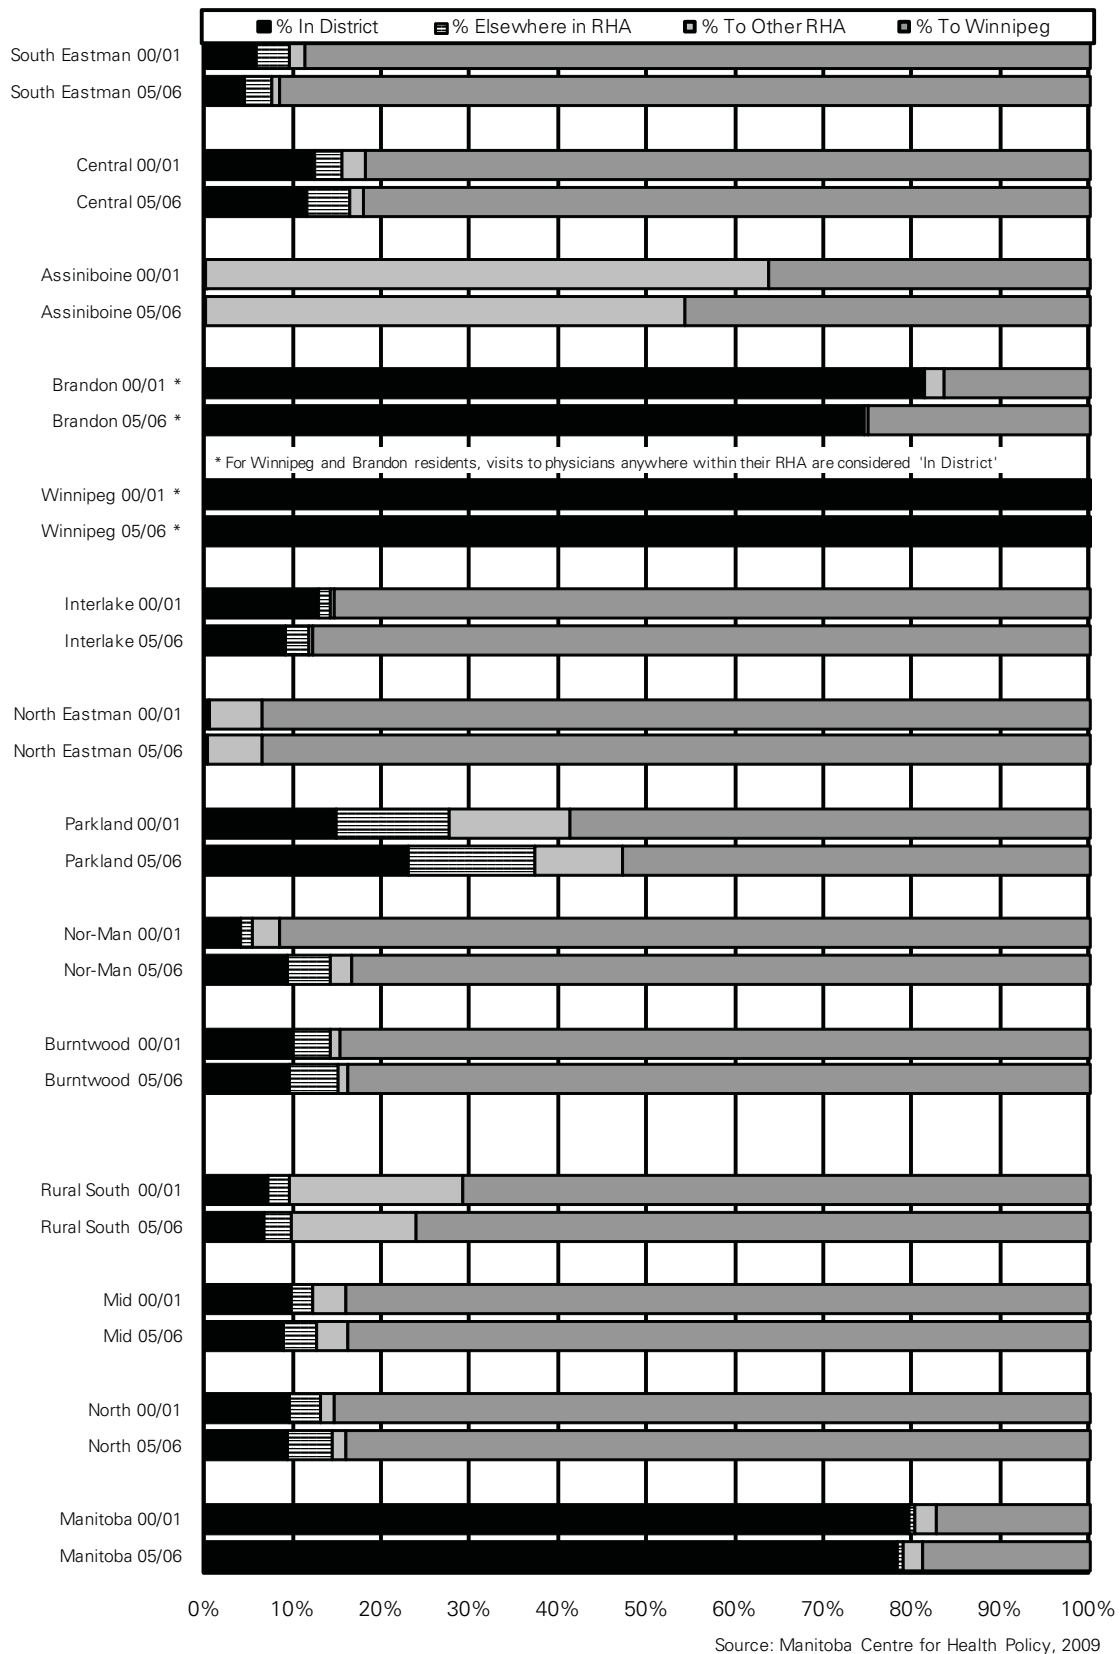 % In District % Elsewhere in RHA % To Other RHA % To Winnipeg
South Eastman 00/01
South Eastman 05/06
Central 00/01
Central 05/06
Assiniboine 00/01
Assiniboine 05/06
Brandon 00/01 *
Brandon 05/06 *
* For Winnipeg and Brandon residents, visits to physicians anywhere within their RHA are considered 'In District'
Winnipeg 00/01 *
Winnipeg 05/06 *
Interlake 00/01
Interlake 05/06
North Eastman 00/01
North Eastman 05/06
Parkland 00/01
Parkland 05/06
Nor-Man 00/01
Nor-Man 05/06
Burntwood 00/01
Burntwood 05/06
Rural South 00/01
Rural South 05/06
Mid 00/01
Mid 05/06
North 00/01
North 05/06
Manitoba 00/01
Manitoba 05/06
0% 10% 20% 30% 40% 50% 60% 70% 80% 90% 100%
Source: Manitoba Centre for Health Policy, 2009